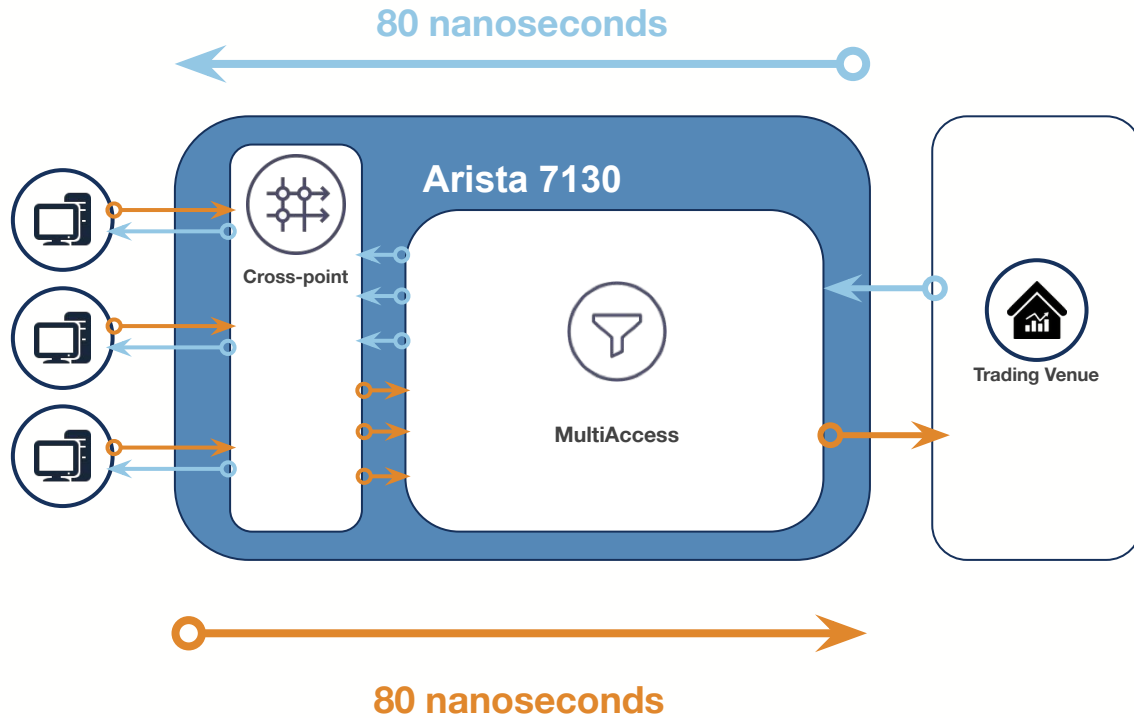 80 nanoseconds
Arista 7130
Cross-point
Trading Venue
MultiAccess
80 nanoseconds